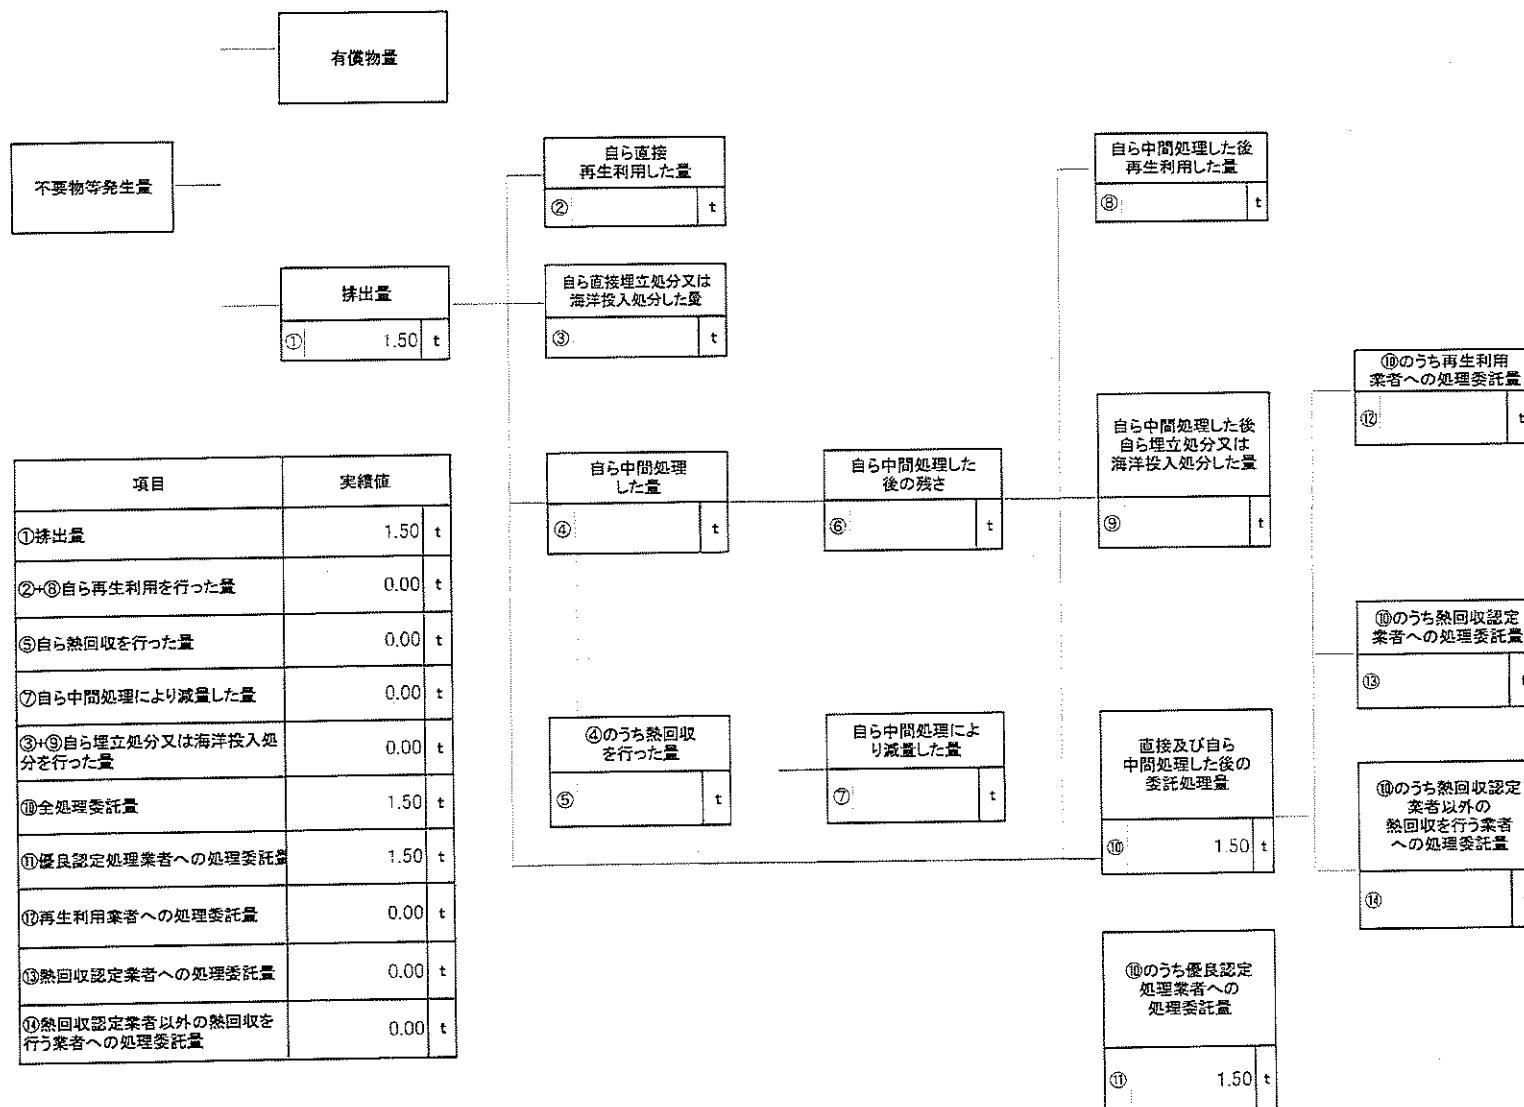 有償物量
不要物等発生量
排出量
① 1.50 t
自ら直接
再生利用した量
② t
自ら直接埋立処分又は
海洋投入処分した量
③ t
自ら中間処理
した量
④ t
④のうち熱回収
を行った量
⑤ t
自ら中間処理した
後の残さ
⑥ t
自ら中間処理によ
り減量した量
⑦ t
自ら中間処理した後
再生利用した量
⑧ t
自ら中間処理した後
自ら埋立処分又は
海洋投入処分した量
⑨ t
直接及び自ら
中間処理した後の
委託処理量
⑩ 1.50 t
⑩のうち優良認定
処理業者への
処理委託量
⑪ 1.50 t
⑩のうち再生利用
業者への処理委託量
⑫ t
⑩のうち熱回収認定
業者への処理委託量
⑬ t
⑩のうち熱回収認定
業者以外の
熱回収を行う業者
への処理委託量
⑭
項目 実績値
①排出量 1.50 t
②+⑧自ら再生利用を行った量 0.00 t
⑤自ら熱回収を行った量 0.00 t
⑦自ら中間処理により減量した量 0.00 t
③+⑨自ら埋立処分又は海洋投入処
分を行った量 0.00 t
⑩全処理委託量 1.50 t
⑪優良認定処理業者への処理委託量 1.50 t
⑫再生利用業者への処理委託量 0.00 t
⑬熱回収認定業者への処理委託量 0.00 t
⑭熱回収認定業者以外の熱回収を
行う業者への処理委託量 0.00 t